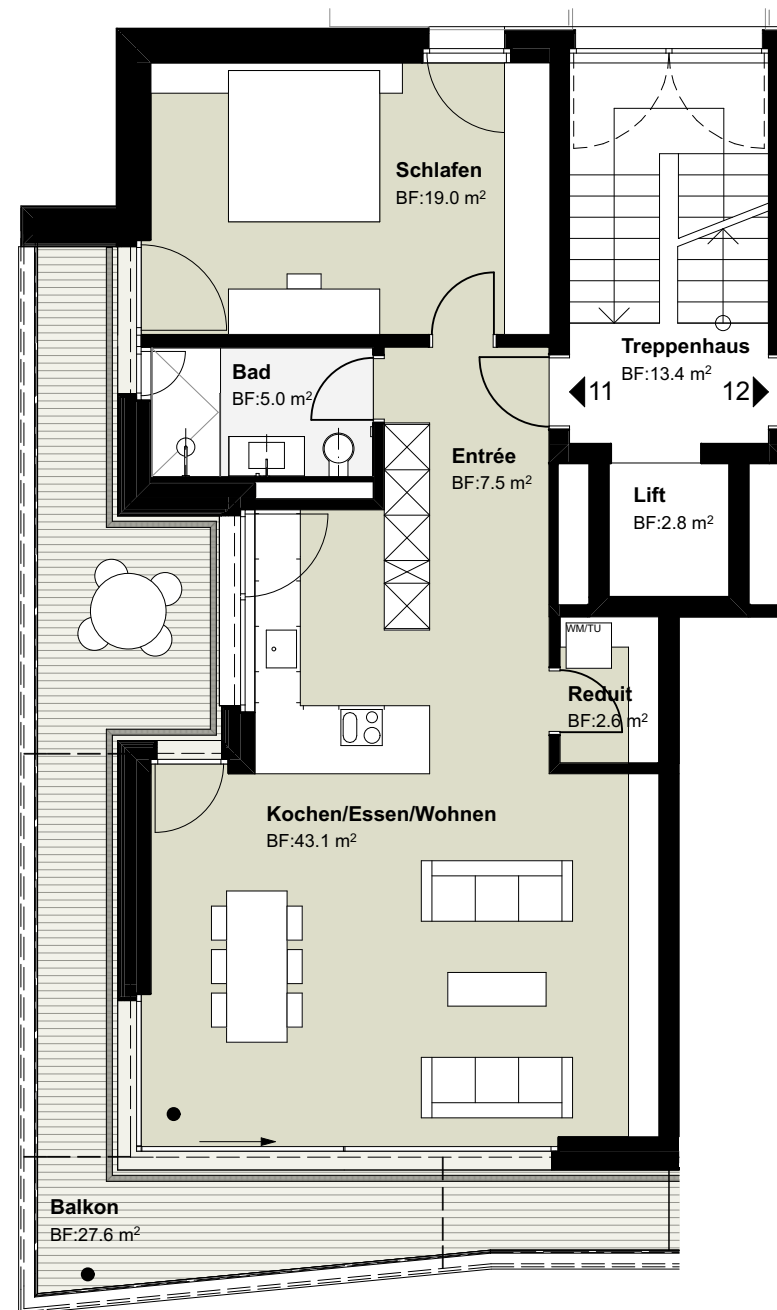 Schlafen
BF:19.0 m²
Treppenhaus
BF:13.4 m²
11
12
Bad
BF:5.0 m²
Entrée
BF:7.5 m²
Lift
BF:2.8 m²
WM/TU
Reduit
BF:2.6 m²
Kochen/Essen/Wohnen
BF:43.1 m²
Balkon
BF:27.6 m²